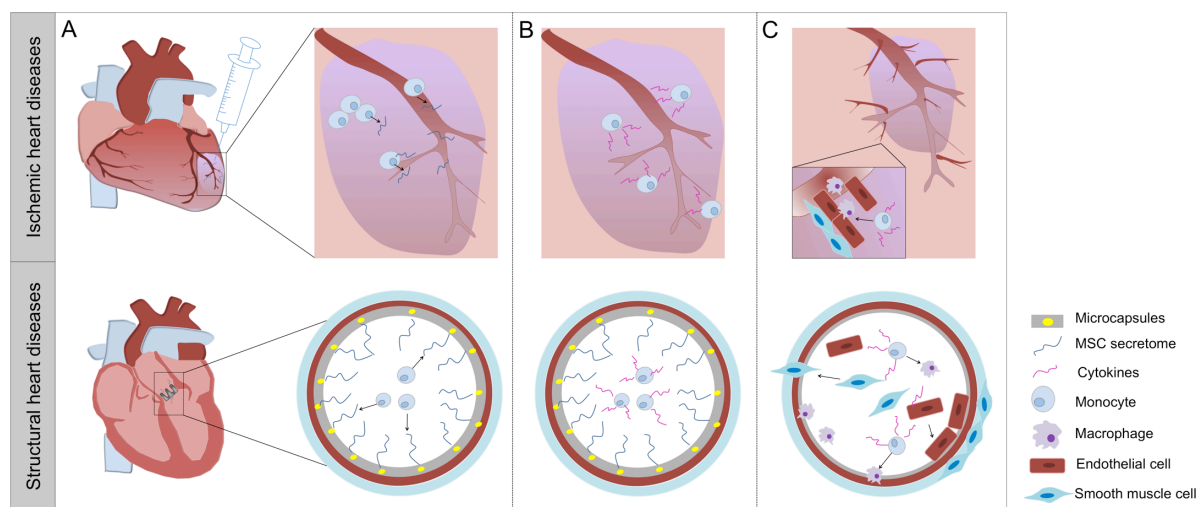 A
B
C
Ischemic heart diseases
Structural heart diseases
Microcapsules
MSC secretome
Cytokines
Monocyte
Macrophage
Endothelial cell
Smooth muscle cell